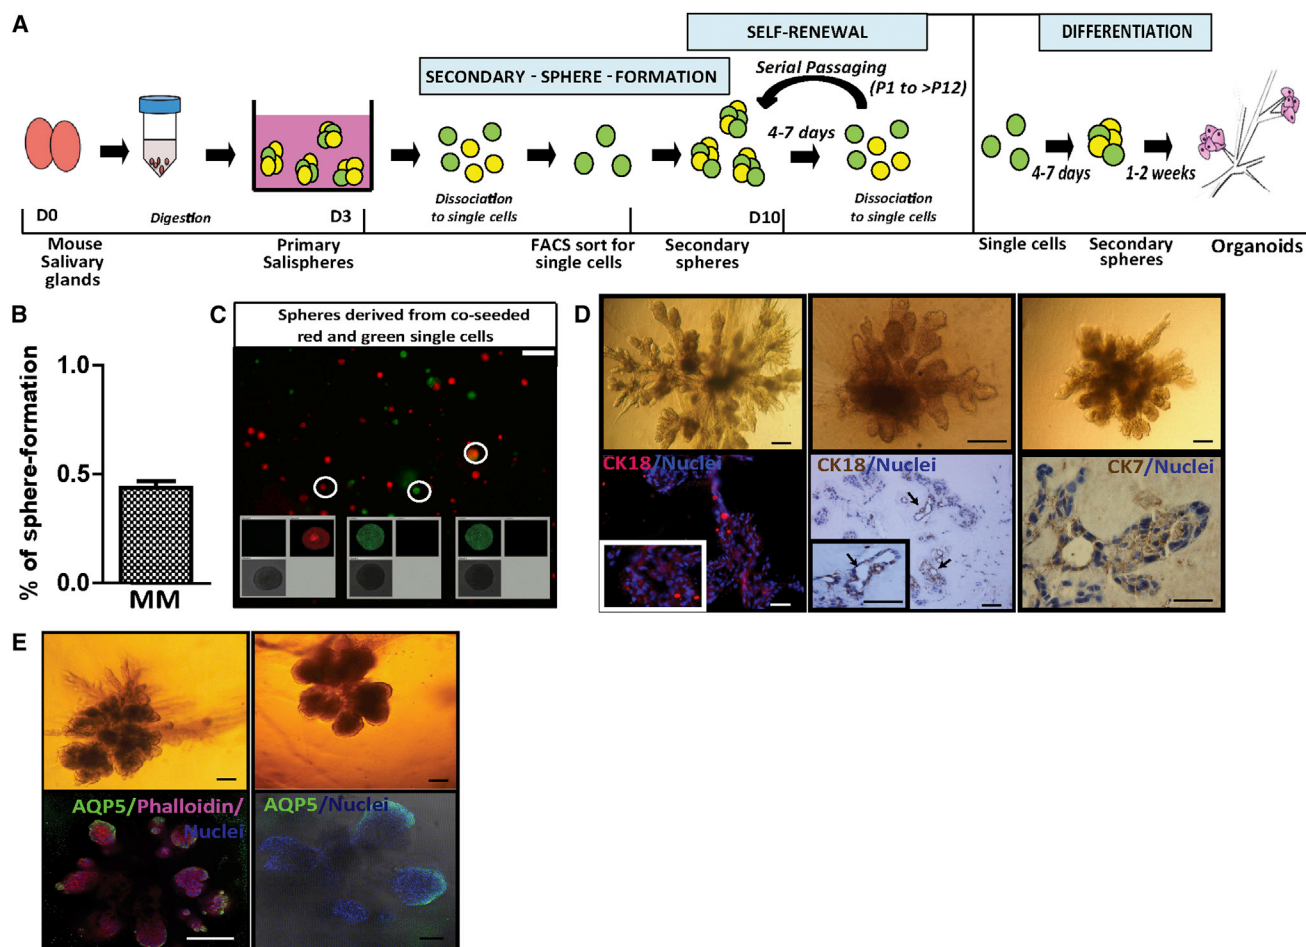 A
SELF-RENEWAL
DIFFERENTIATION
SECONDARY - SPHERE - FORMATION
Serial Passaging
(P1 to >P12)
4-7 days
4-7 days
1-2 weeks
Dissociation
to single cells
Dissociation
to single cells
D0
Digestion
D3
D10
Mouse
Salivary
glands
Primary
Salispheres
FACS sort for
single cells
Secondary
spheres
Single cells
Secondary
spheres
Organoids
B
% of sphere-formation
1.0
0.5
0.0
MM
C
Spheres derived from co-seeded
red and green single cells
D
CK18/Nuclei
CK18/Nuclei
CK7/Nuclei
E
AQP5/Phalloidin/
Nuclei
AQP5/Nuclei